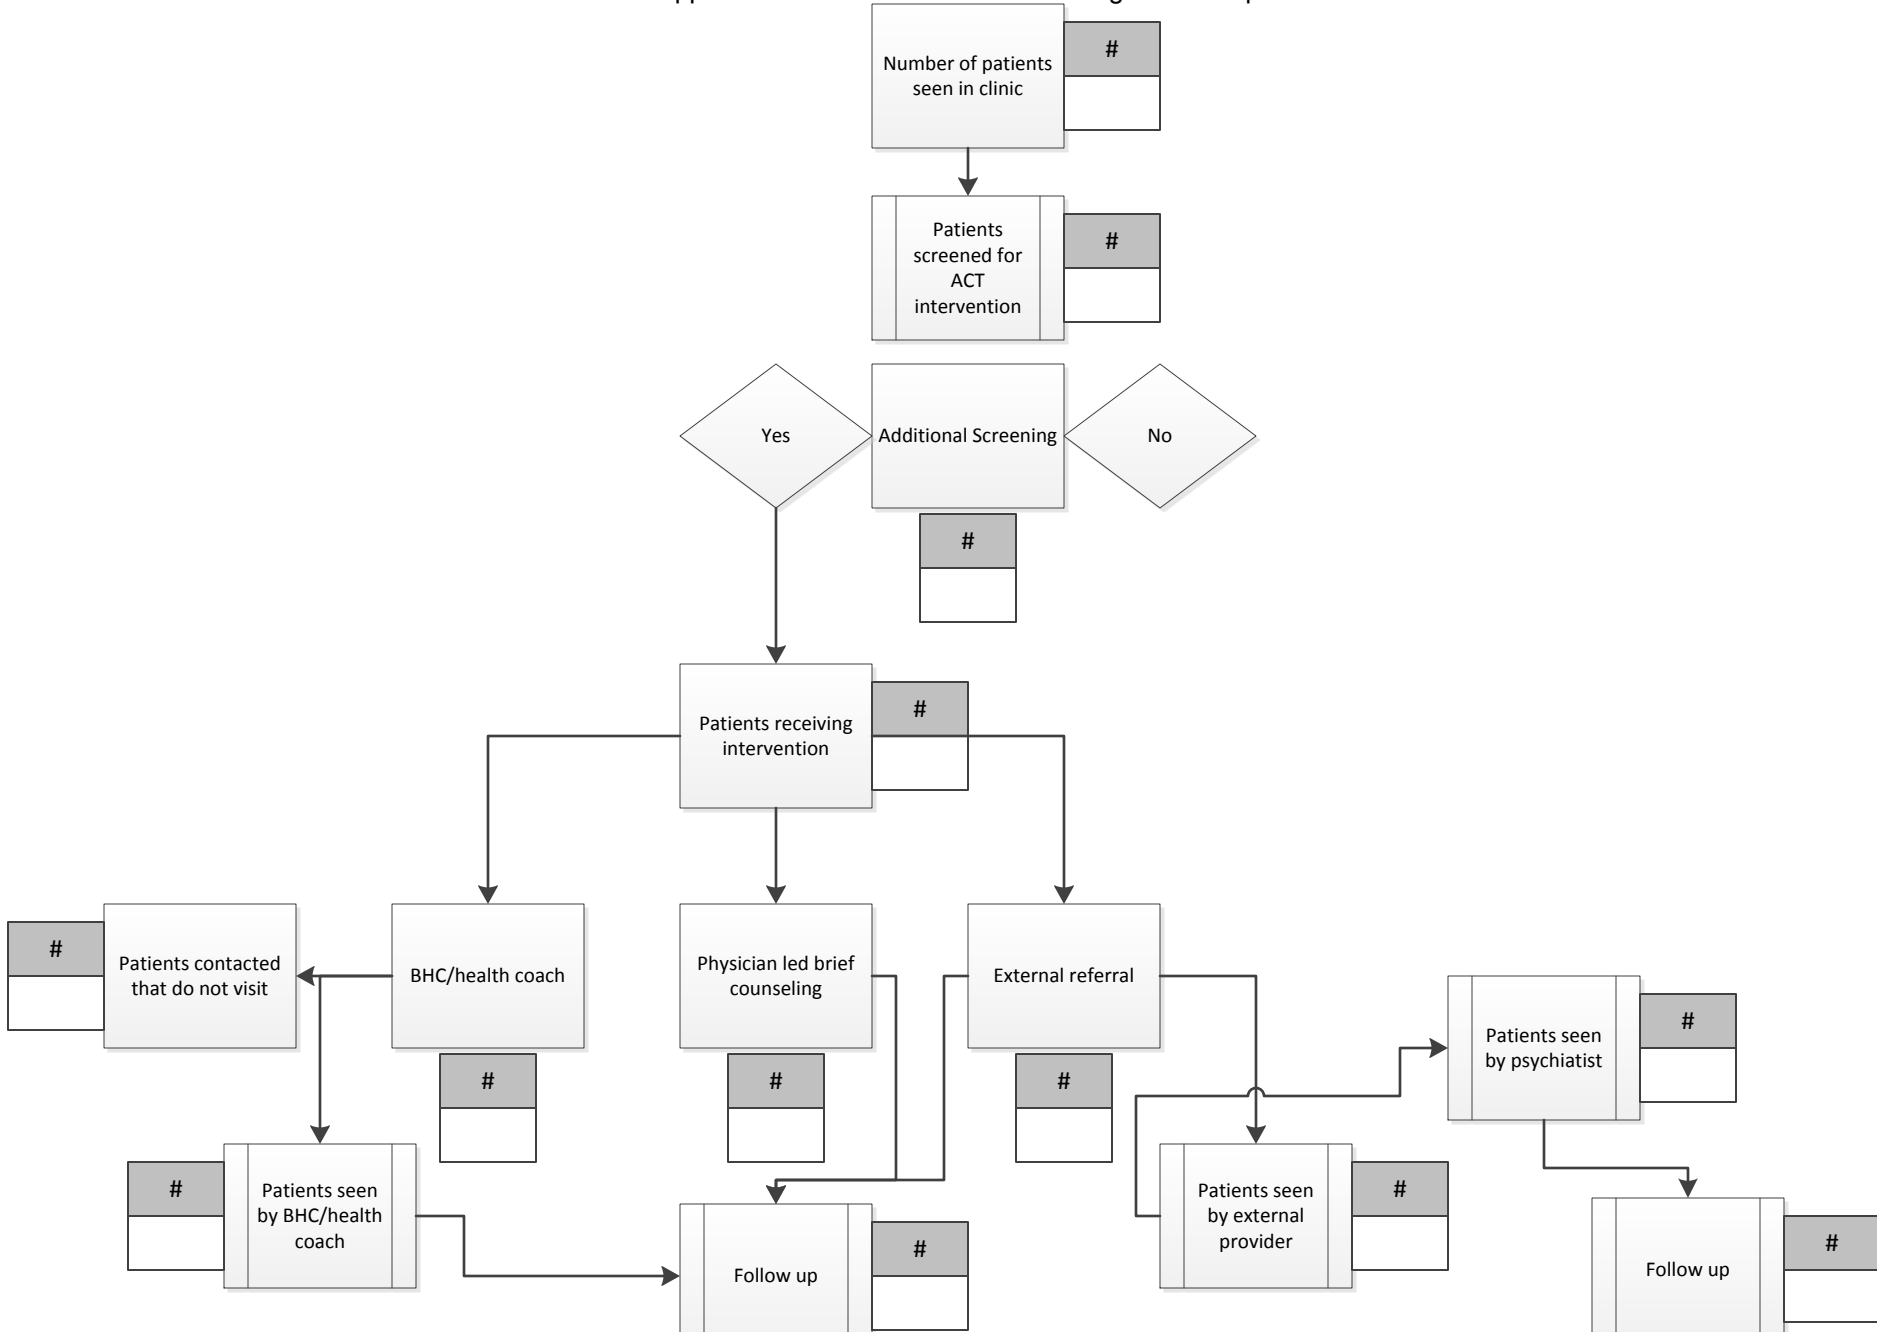 Number of patients
seen in clinic
#
Patients
screened for
ACT
intervention
#
Yes
Additional Screening
No
#
Patients receiving
intervention
#
#
Patients contacted
that do not visit
BHC/health coach
Physician led brief
counseling
External referral
Patients seen
by psychiatist
#
#
#
#
#
Patients seen
by BHC/health
coach
Patients seen
by external
provider
#
Follow up
#
Follow up
#